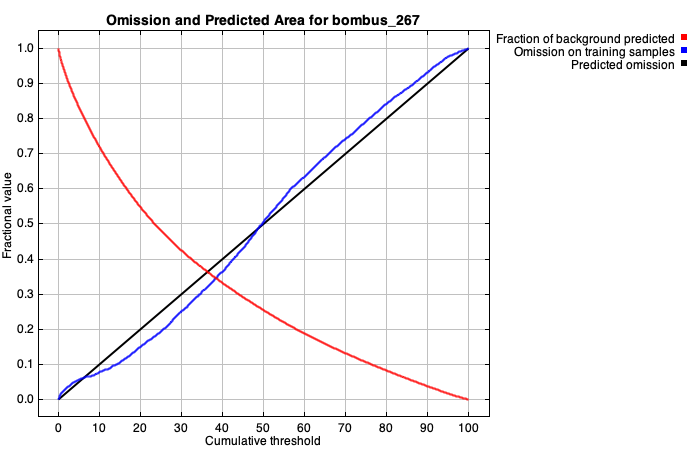 Omission and Predicted Area for bombus_267
Fraction of background predicted
Omission on training samples
Predicted omission
Fractional value
1.0
0.9
0.8
0.7
0.6
0.5
0.4
0.3
0.2
0.1
0.0
0 10 20 30 40 50 60 70 80 90 100
Cumulative threshold